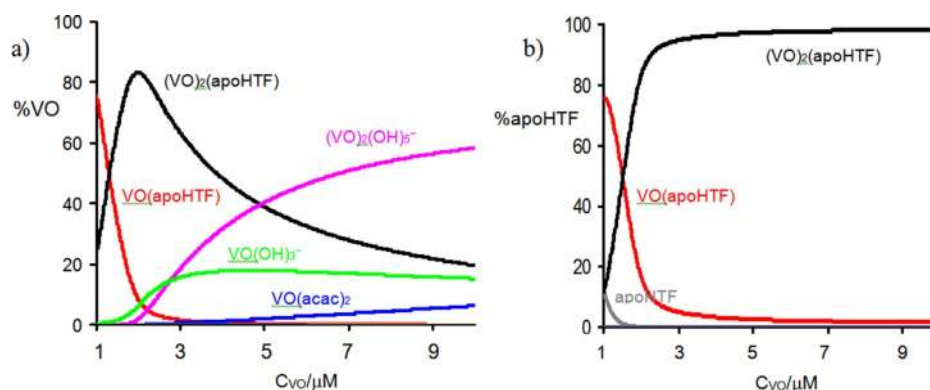 a)
100
80
60
40
20
0
%VO
(VO)₂(apoHTF)
(VO)₂(OH)₅⁻
VO(apoHTF)
VO(OH)₃⁻
VO(acac)₂
1 3 5 7 9
Cvo/µM
b)
100
80
60
40
20
0
%apoHTF
(VO)₂(apoHTF)
VO(apoHTF)
apoHTF
1 3 5 7 9
Cvo/µM